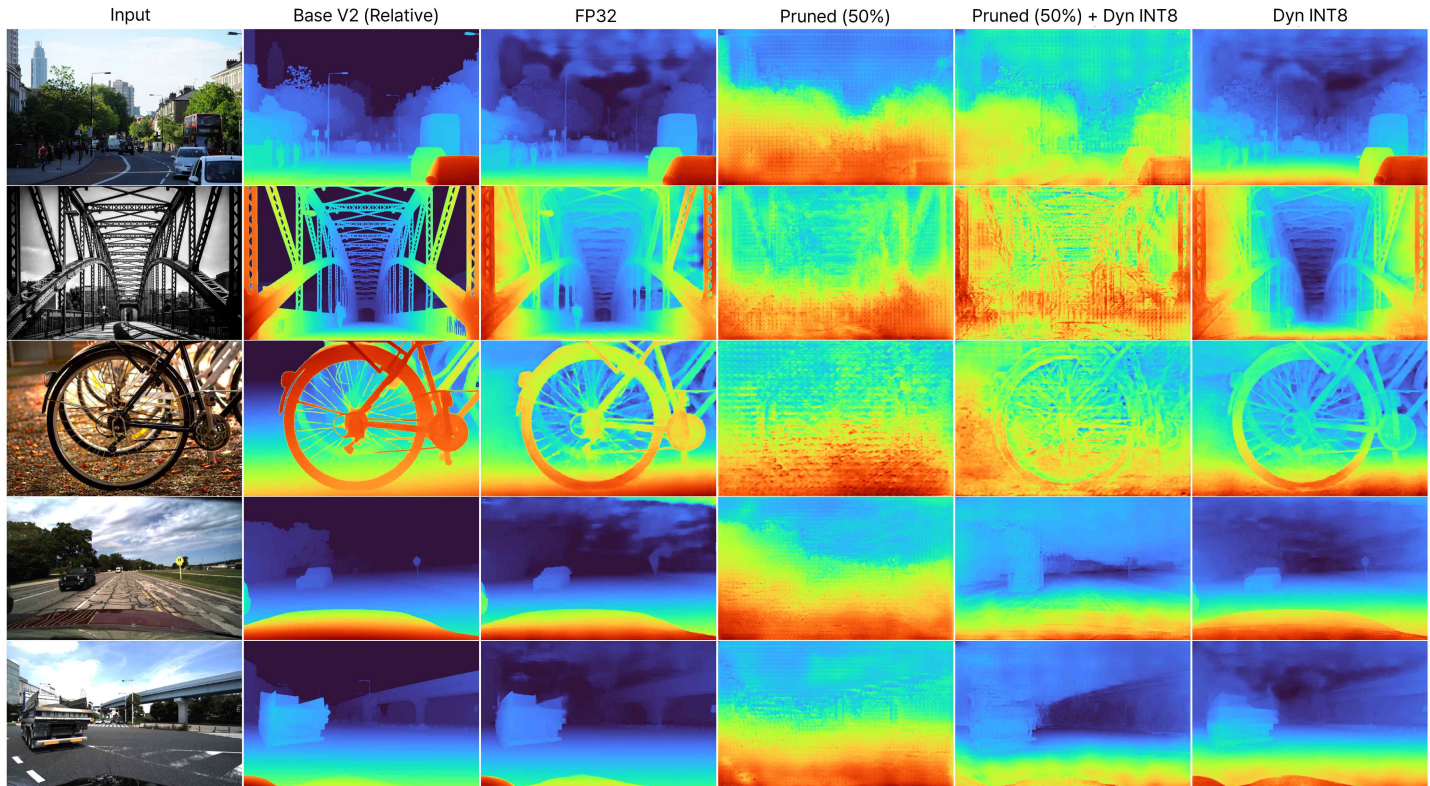 Input
Base V2 (Relative)
FP32
Pruned (50%)
Pruned (50%) + Dyn INT8
Dyn INT8